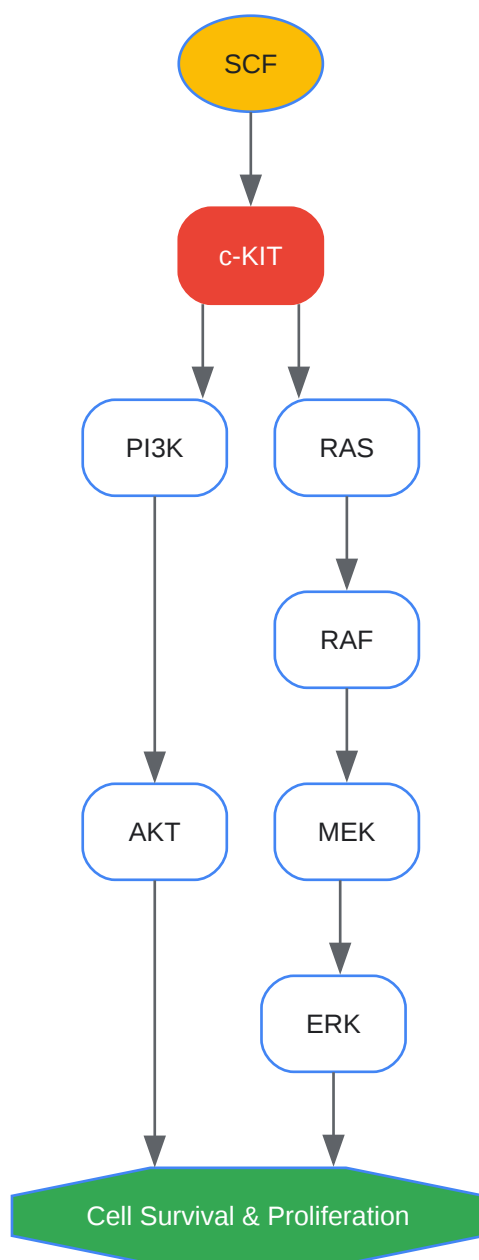 SCF
c-KIT
PI3K
RAS
RAF
AKT
MEK
ERK
Cell Survival & Proliferation